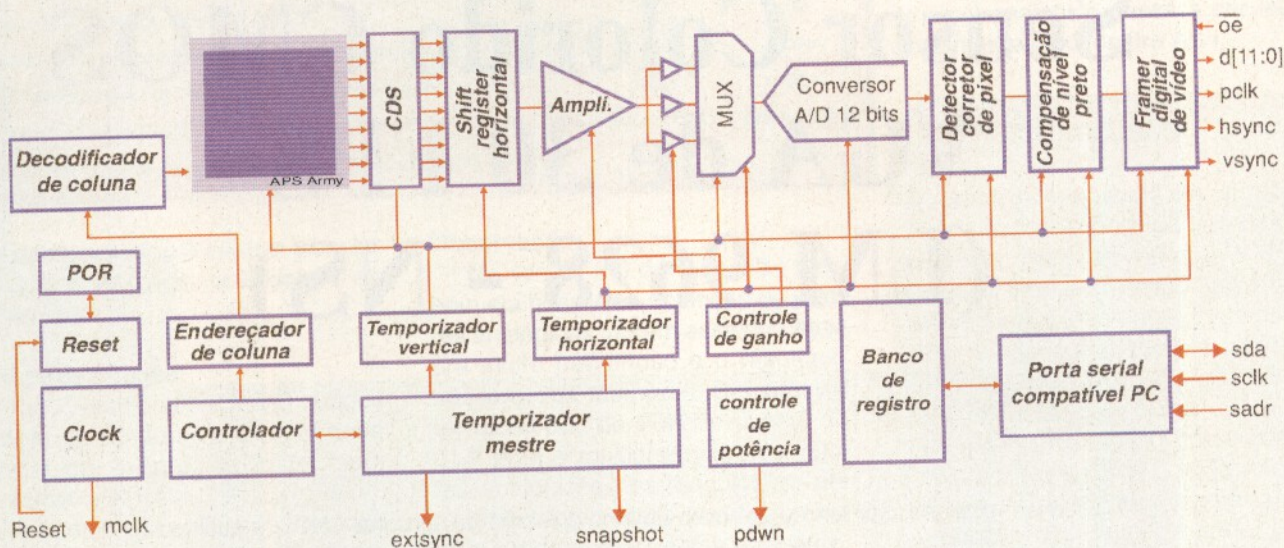 oe
d[11:0]
pclk
hsync
vsync
CDS
Shift
register
horizontal
Ampli.
MUX
Conversor
A/D 12 bits
Detector
corretor
de pixel
Compensação
de nível
preto
Framer
digital
de vídeo
Decodificador
de coluna
APS Army
POR
Reset
Endereçador
de coluna
Temporizador
vertical
Temporizador
horizontal
Controle
de ganho
Banco
de
registro
Porta serial
compatível PC
sda
sclk
sadr
Clock
Controlador
Temporizador
mestre
controle
de
potência
Reset
mclk
extsync
snapshot
pdwn